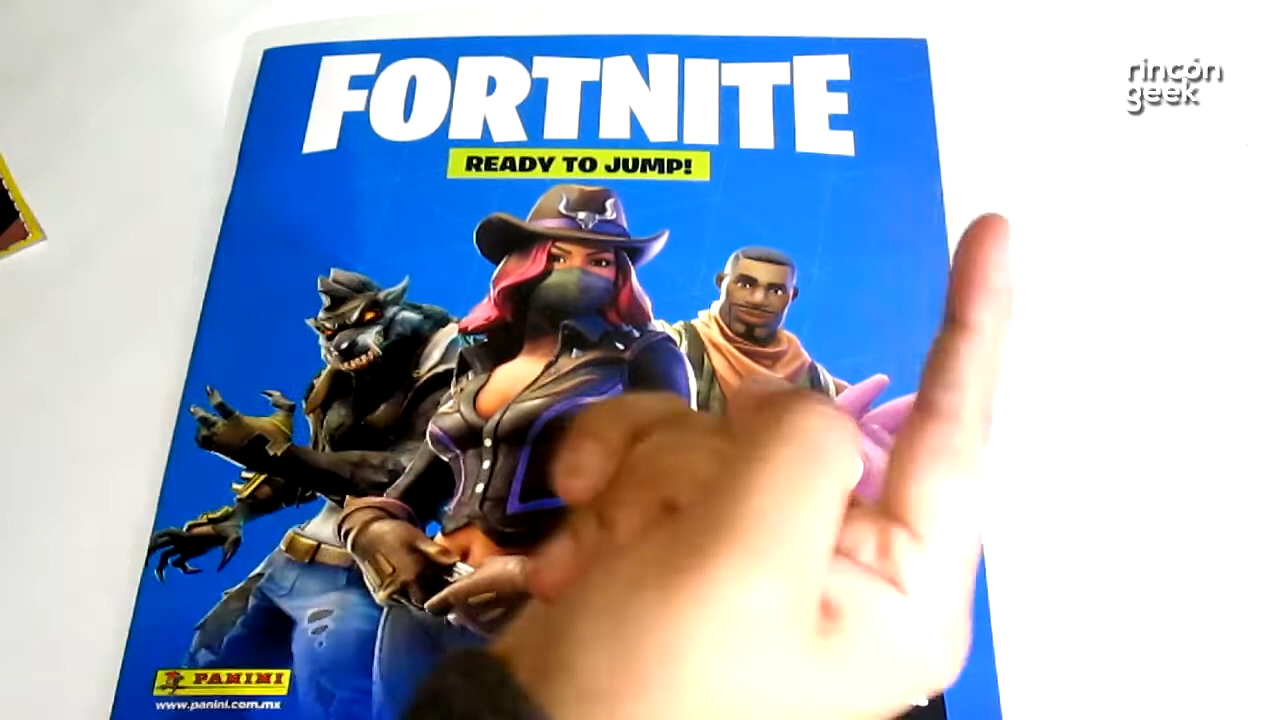 FORTNITE
READY TO JUMP!
rincón
geek
PANINI
www.panini.com.mx